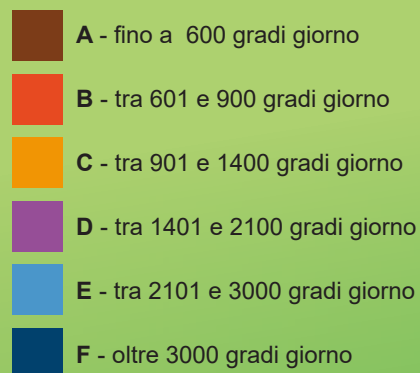 A - fino a  600 gradi giorno
B - tra 601 e 900 gradi giorno
C - tra 901 e 1400 gradi giorno
D - tra 1401 e 2100 gradi giorno
E - tra 2101 e 3000 gradi giorno
F - oltre 3000 gradi giorno